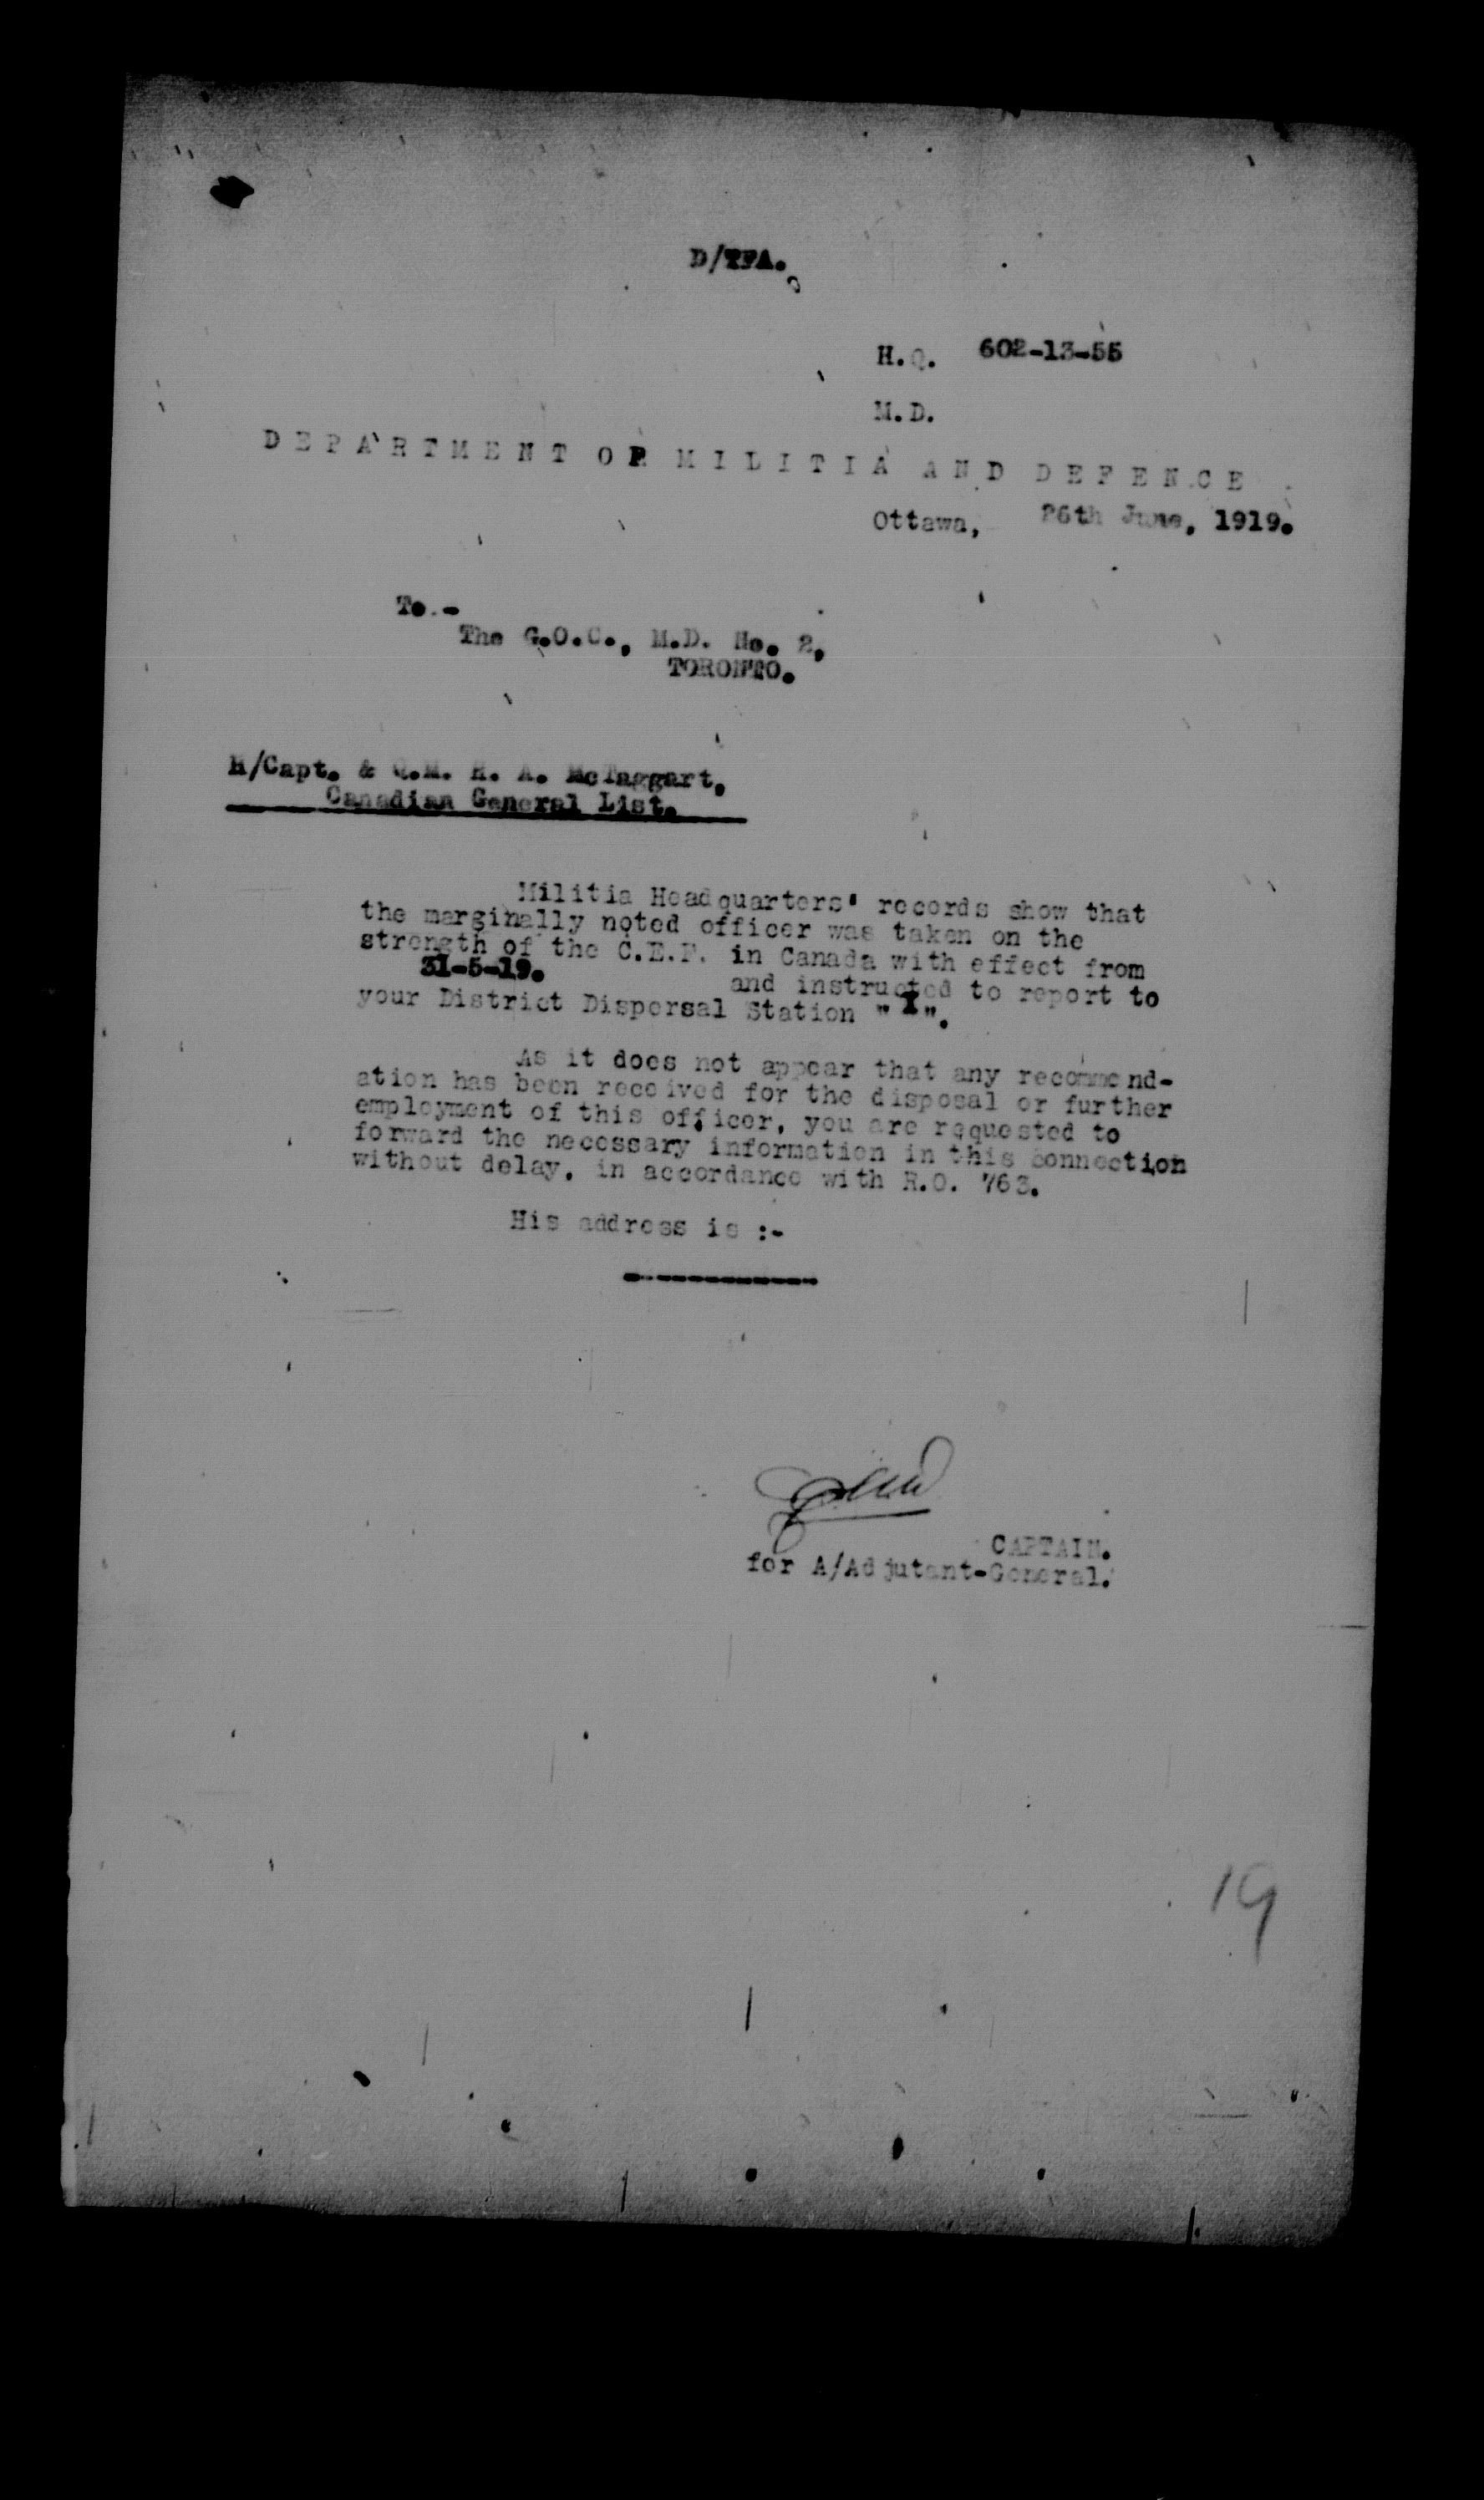 D/TFA.
H.Q. 602-13-55
M.D.
DEPARTMENT OF MILITIA AND DEFENCE
Ottawa, 26th June, 1919.
To.-
The G.O.C., M.D. No. 2,
TORONTO.
H/Capt. & Q.M. H. A. McTaggart,
Canadian General List.
Militia Headquarters' records show that
the marginally noted officer was taken on the
strength of the C.E.F. in Canada with effect from
31-5-19. and instructed to report to
your District Dispersal Station "I".
As it does not appear that any recommend-
ation has been received for the disposal or further
employment of this officer, you are requested to
forward the necessary information in this connection
without delay, in accordance with R.O. 763.
His address is :-
CAPTAIN.
for A/Adjutant-General.
19